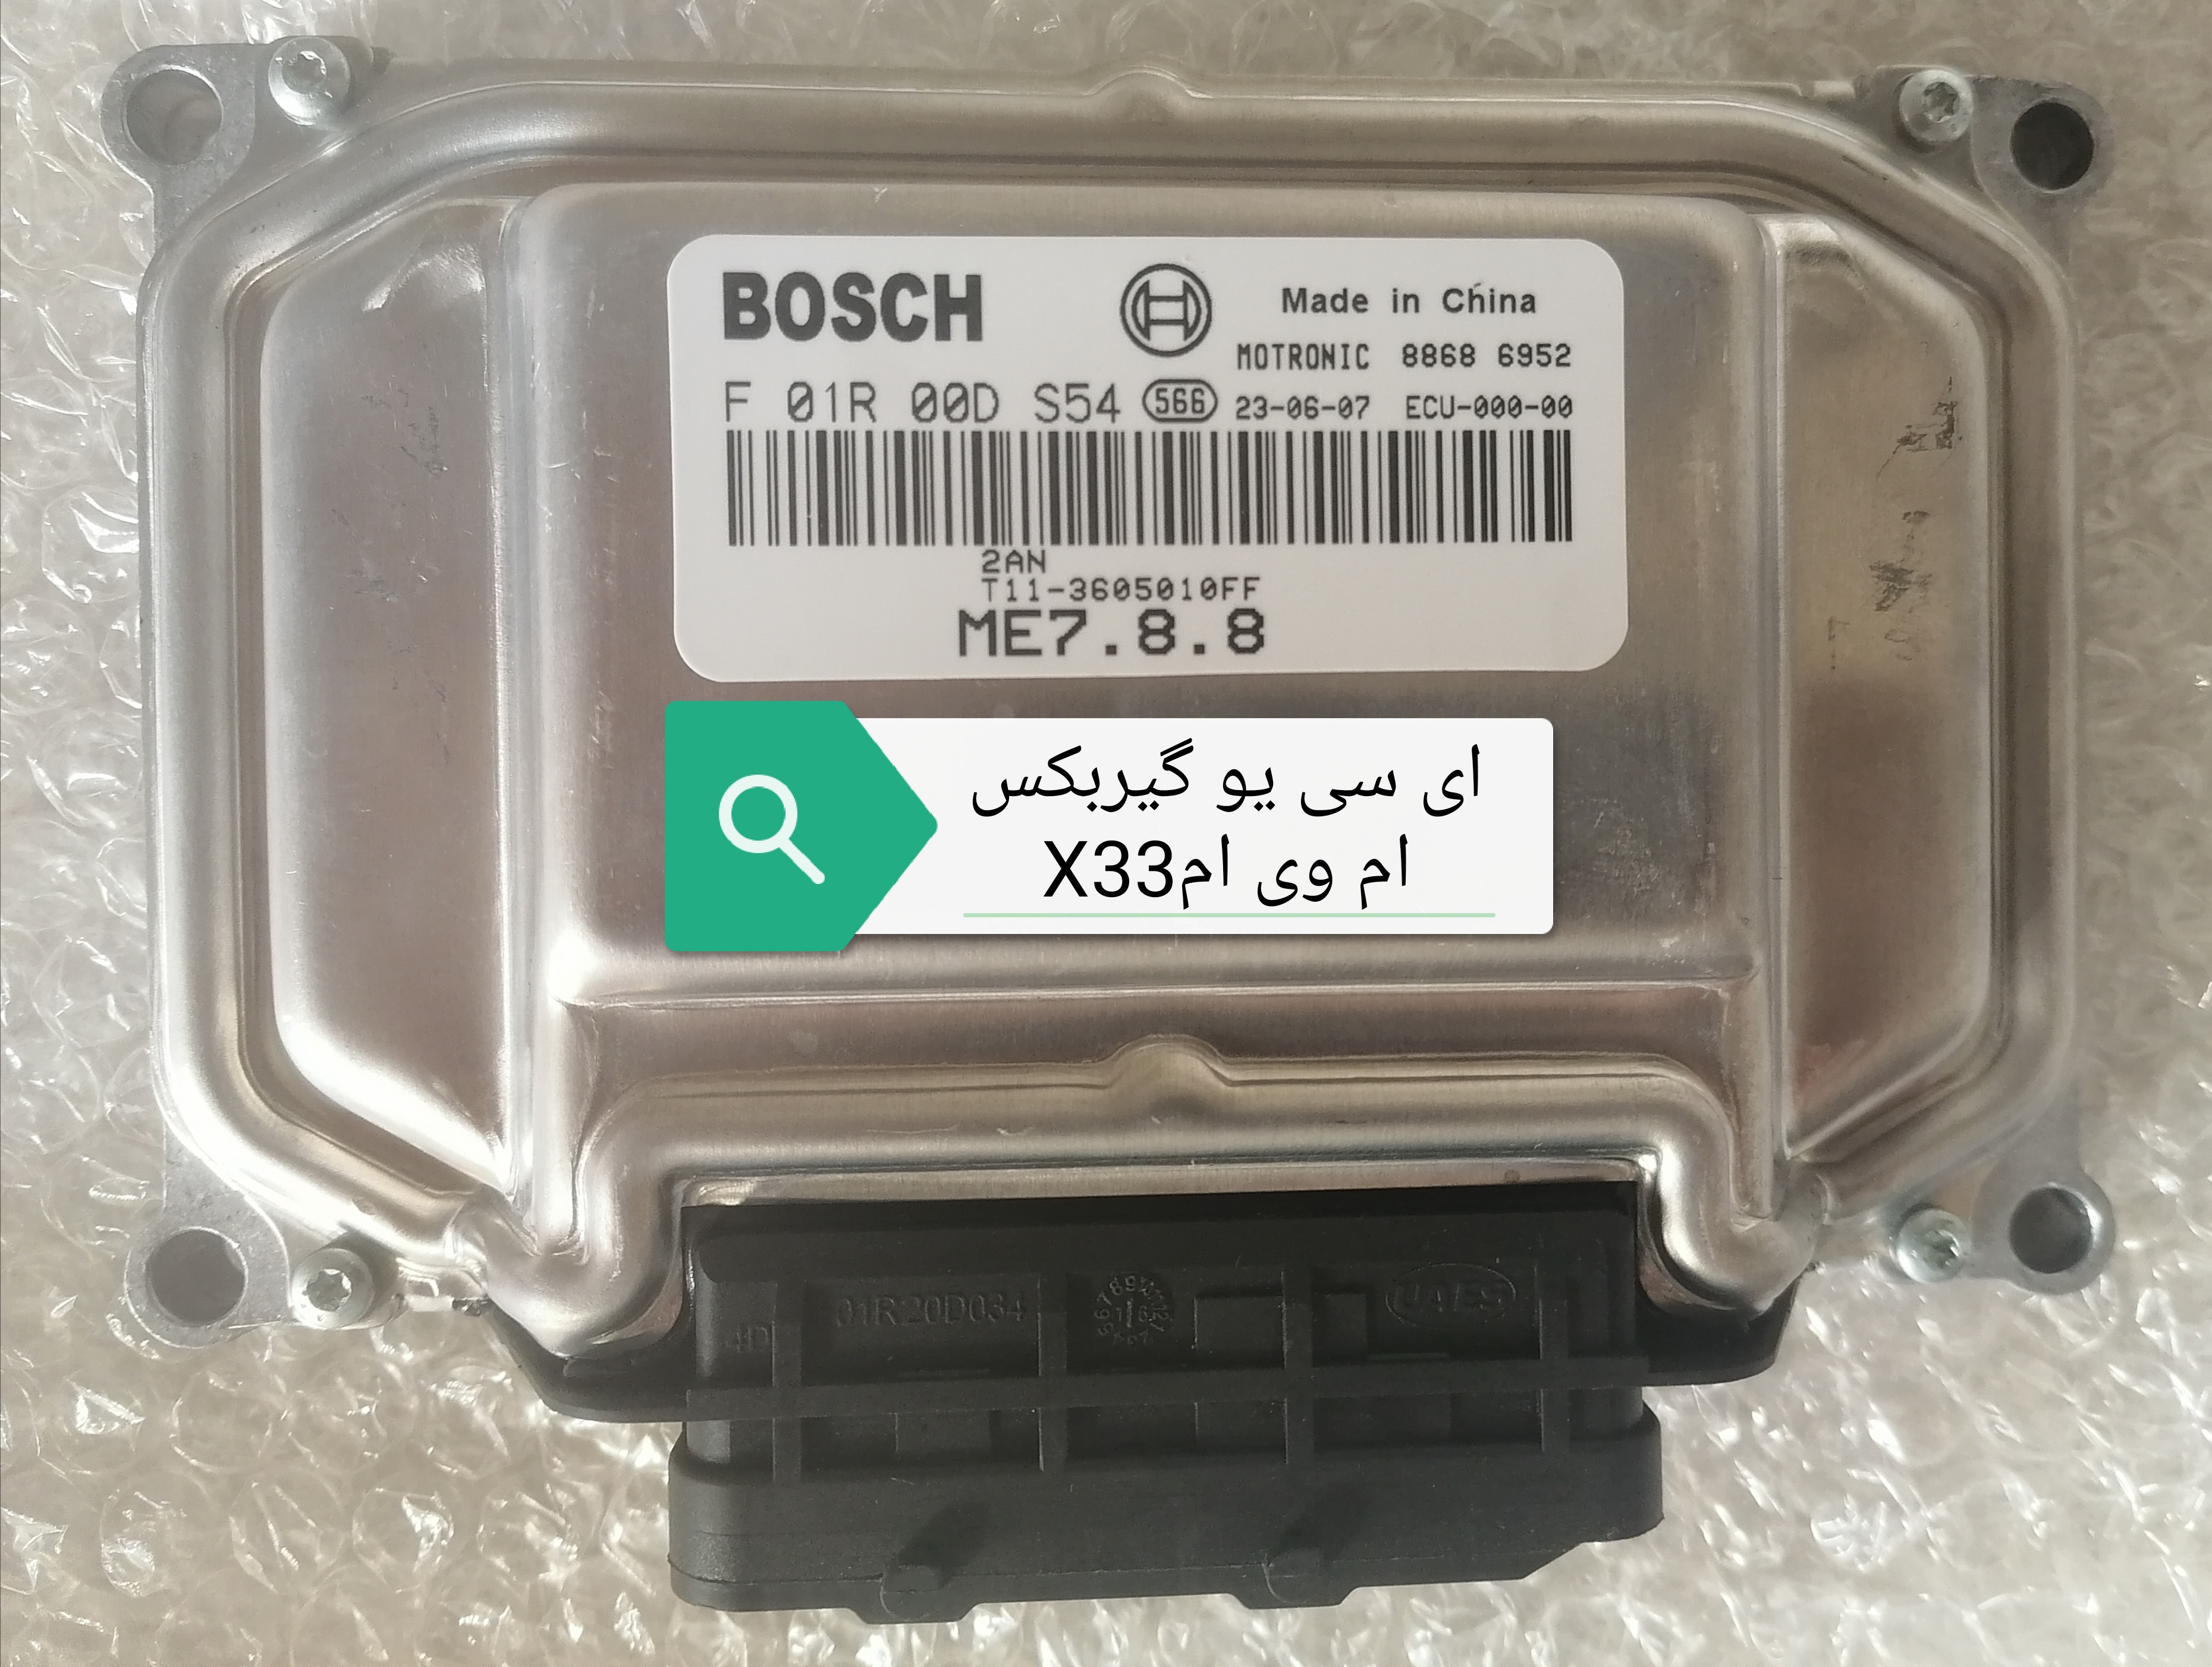 BOSCH
Made in China
MOTRONIC 8868 6952
F 01R 00D S54 566 23-06-07 ECU-000-00
2AN
T11-3605010FF
ME7.8.8
ای سی یو گیربکس
ام وی امX33
01R20D034
UAES